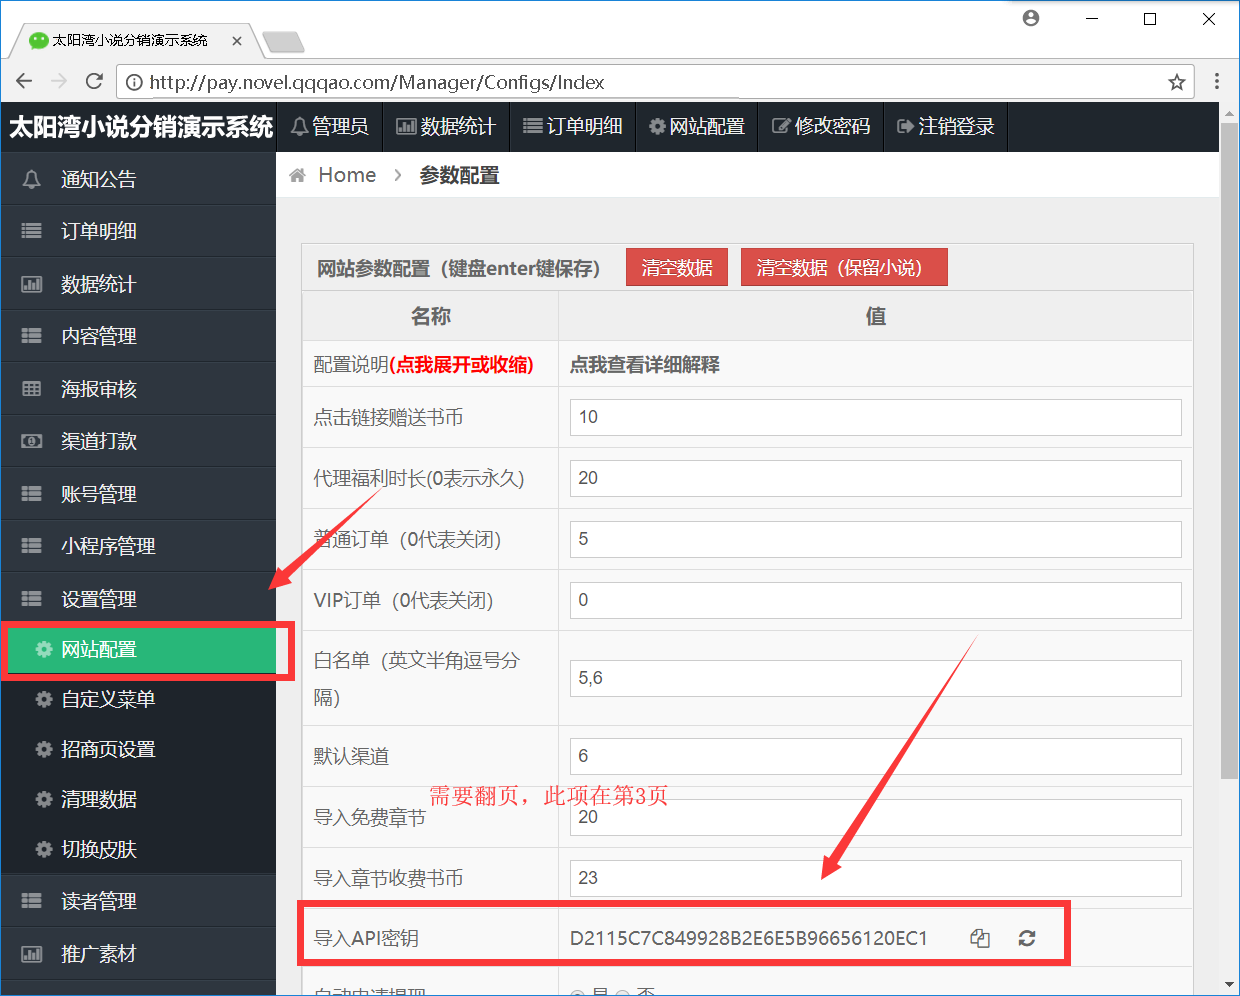 太阳湾小说分销演示系统
http://pay.novel.qqqao.com/Manager/Configs/Index
太阳湾小说分销演示系统 管理员 数据统计 订单明细 网站配置 修改密码 注销登录
Home > 参数配置
通知公告
订单明细
数据统计
内容管理
海报审核
渠道打款
账号管理
小程序管理
设置管理
网站配置
自定义菜单
招商页设置
清理数据
切换皮肤
读者管理
推广素材
网站参数配置（键盘enter键保存） 清空数据 清空数据（保留小说）
名称 值
配置说明(点我展开或收缩) 点我查看详细解释
点击链接赠送书币 10
代理福利时长(0表示永久) 20
普通订单（0代表关闭） 5
VIP订单（0代表关闭） 0
白名单（英文半角逗号分
隔） 5,6
默认渠道 6
需要翻页，此项在第3页
导入免费章节 20
导入章节收费书币 23
导入API密钥 D2115C7C849928B2E6E5B96656120EC1
自动申请提现 是 否